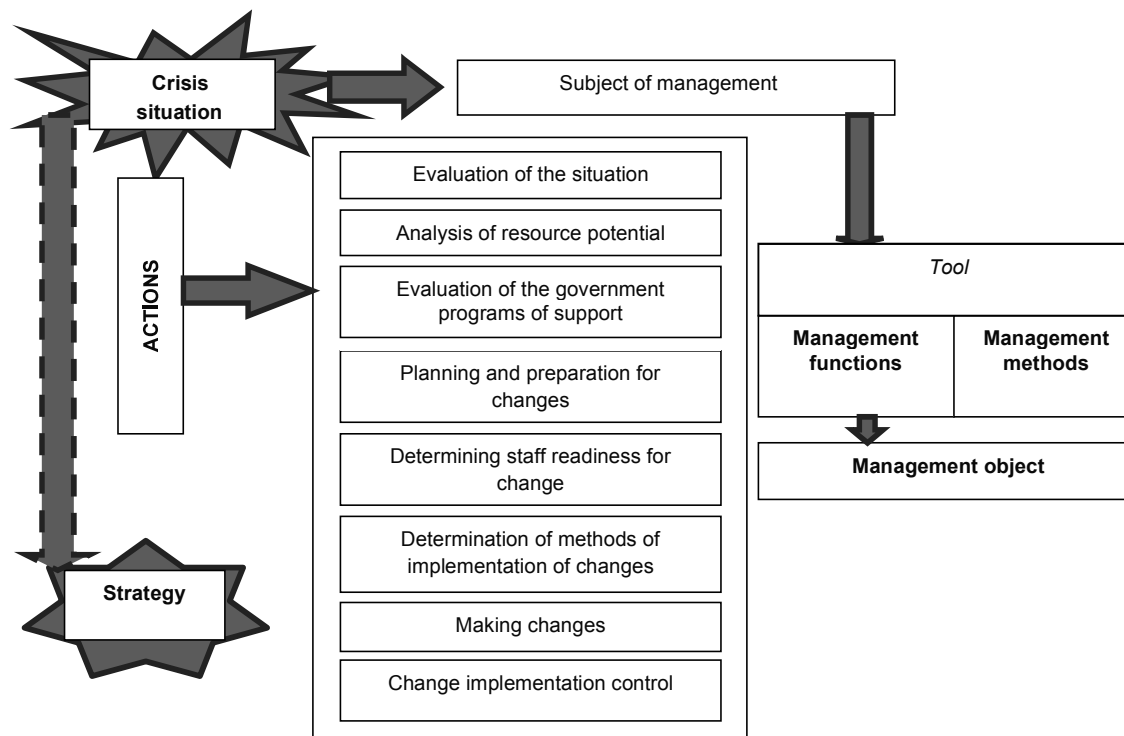 Crisis
situation
Subject of management
ACTIONS
Evaluation of the situation
Analysis of resource potential
Evaluation of the government
programs of support
Planning and preparation for
changes
Determining staff readiness for
change
Determination of methods of
implementation of changes
Making changes
Change implementation control
Tool
Management
functions
Management
methods
Management object
Strategy